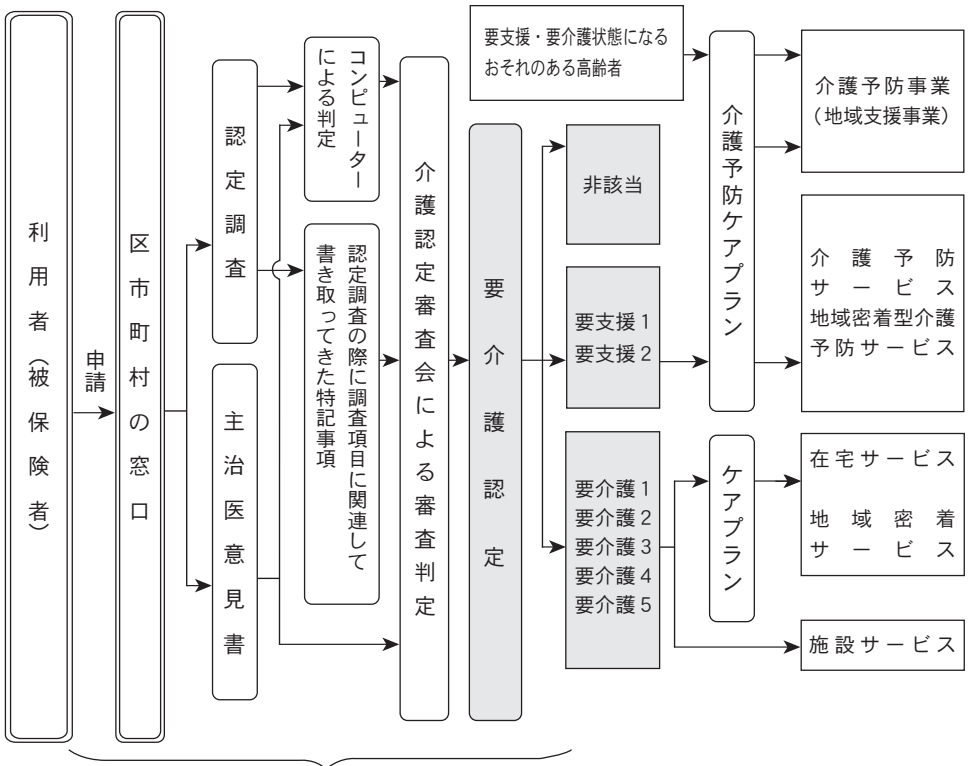 利用者（被保険者）
申請
区市町村の窓口
認定調査
主治医意見書
コンピューター
による判定
認定調査の際に調査項目に関連して
書き取ってきた特記事項
介護認定審査会による審査判定
要介護認定
要支援・要介護状態になる
おそれのある高齢者
非該当
要支援１
要支援２
要介護１
要介護２
要介護３
要介護４
要介護５
介護予防ケアプラン
ケアプラン
介護予防事業
（地域支援事業）
介護予防
サービス
地域密着型介護
予防サービス
在宅サービス
地域密着
サービス
施設サービス